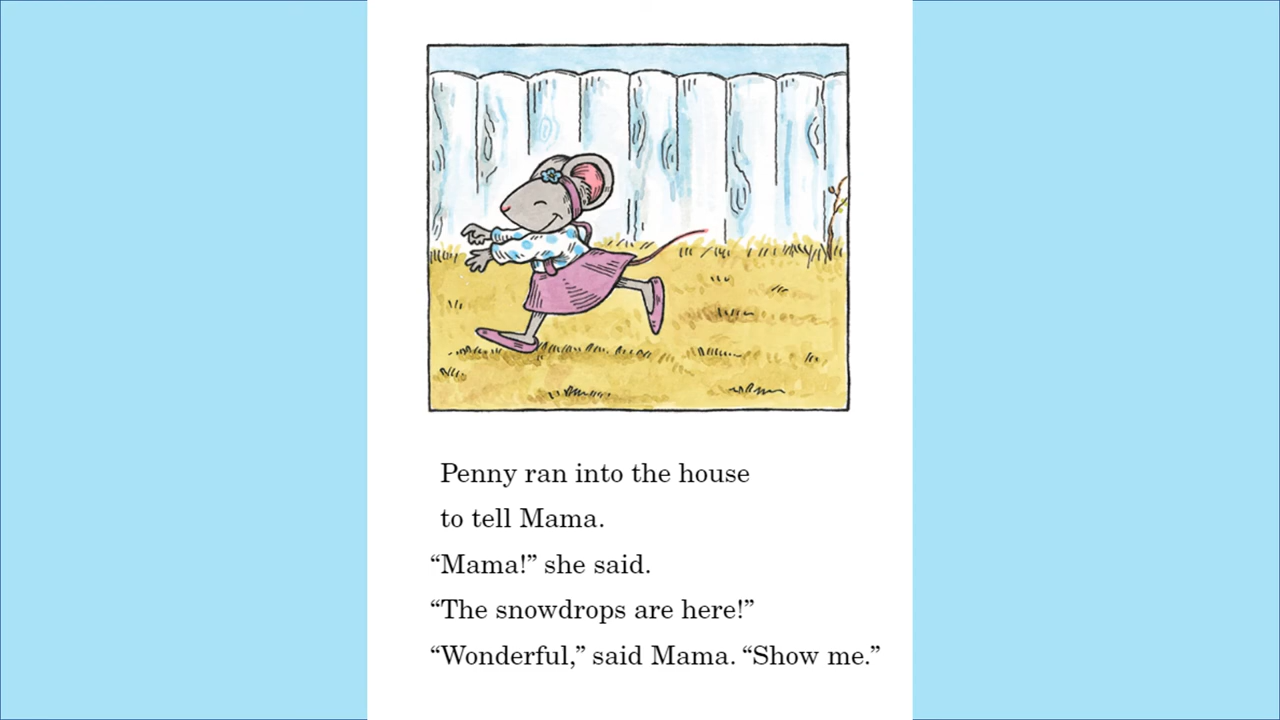 Penny ran into the house
to tell Mama.
“Mama!” she said.
“The snowdrops are here!”
“Wonderful,” said Mama. “Show me.”